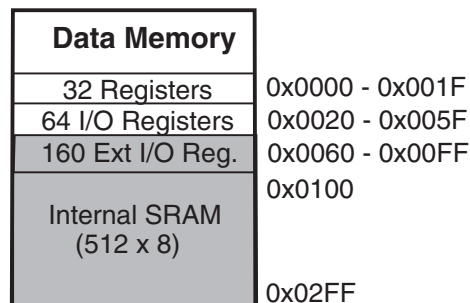 Data Memory
32 Registers 0x0000 - 0x001F
64 I/O Registers 0x0020 - 0x005F
160 Ext I/O Reg. 0x0060 - 0x00FF
0x0100
Internal SRAM
(512 x 8)
0x02FF